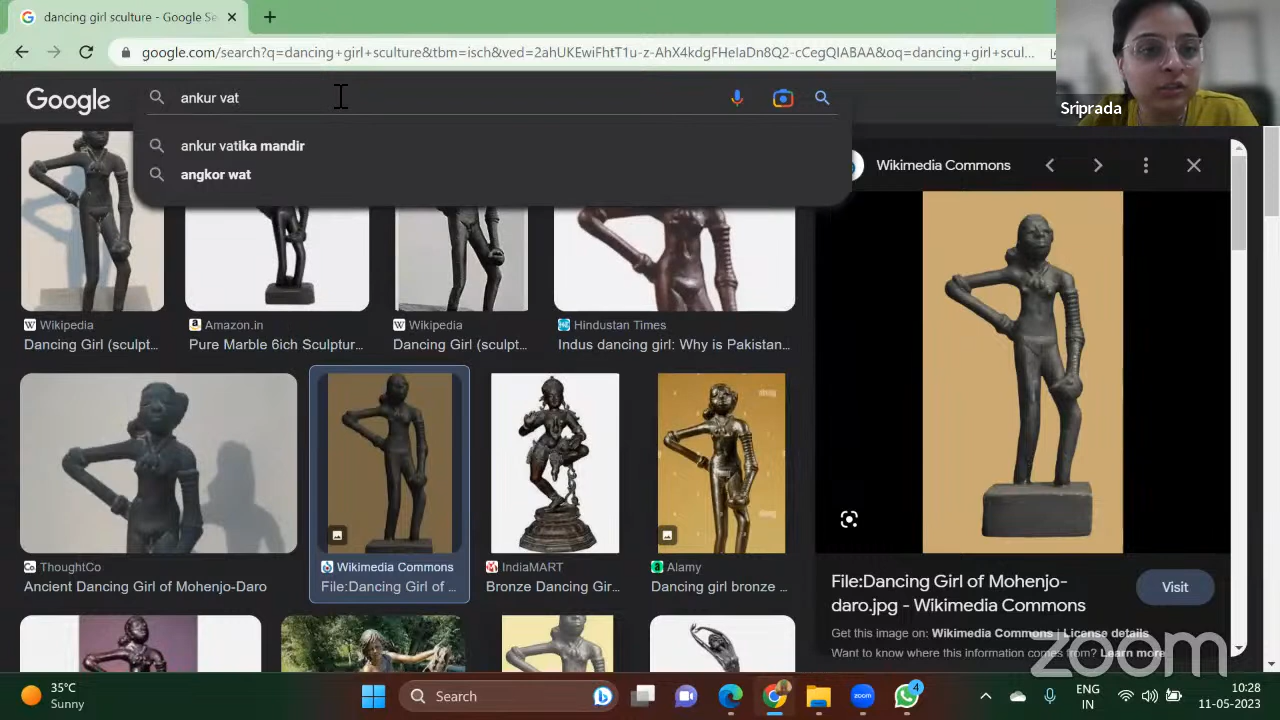 dancing girl sculture - Google Se
google.com/search?q=dancing+girl+sculture&tbm=isch&ved=2ahUKEwiFhtT1u-z-AhX4kdgFHeIaDn8Q2-cCegQIABAA&oq=dancing+girl+scul...
Sriprada
Google
ankur vat
ankur vatika mandir
angkor wat
Wikimedia Commons
Wikipedia
Dancing Girl (sculpt...
Amazon.in
Pure Marble 6ich Sculptur...
Wikipedia
Dancing Girl (sculpt...
Hindustan Times
Indus dancing girl: Why is Pakistan...
ThoughtCo
Ancient Dancing Girl of Mohenjo-Daro
Wikimedia Commons
File:Dancing Girl of ...
IndiaMART
Bronze Dancing Gir...
Alamy
Dancing girl bronze ...
File:Dancing Girl of Mohenjo-
daro.jpg - Wikimedia Commons
Visit
Get this image on: Wikimedia Commons | License details
Want to know where this information comes from? Learn more
zoom
35°C
Sunny
Search
zoom
4
ENG
IN
10:28
11-05-2023